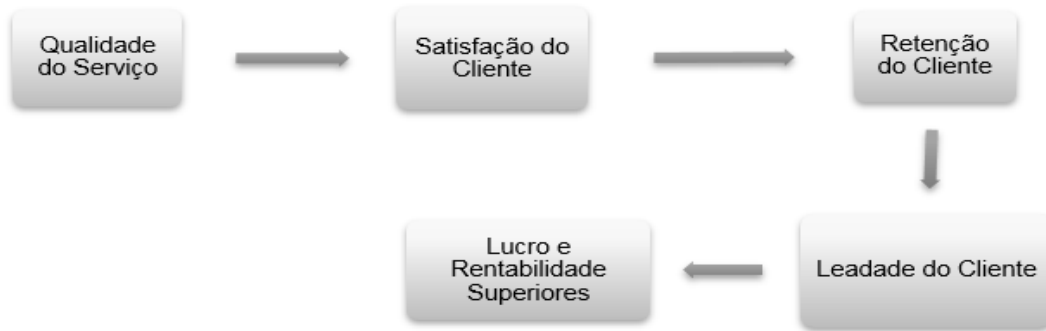 Qualidade
do Serviço
Satisfação do
Cliente
Retenção
do Cliente
Leadade do Cliente
Lucro e
Rentabilidade
Superiores